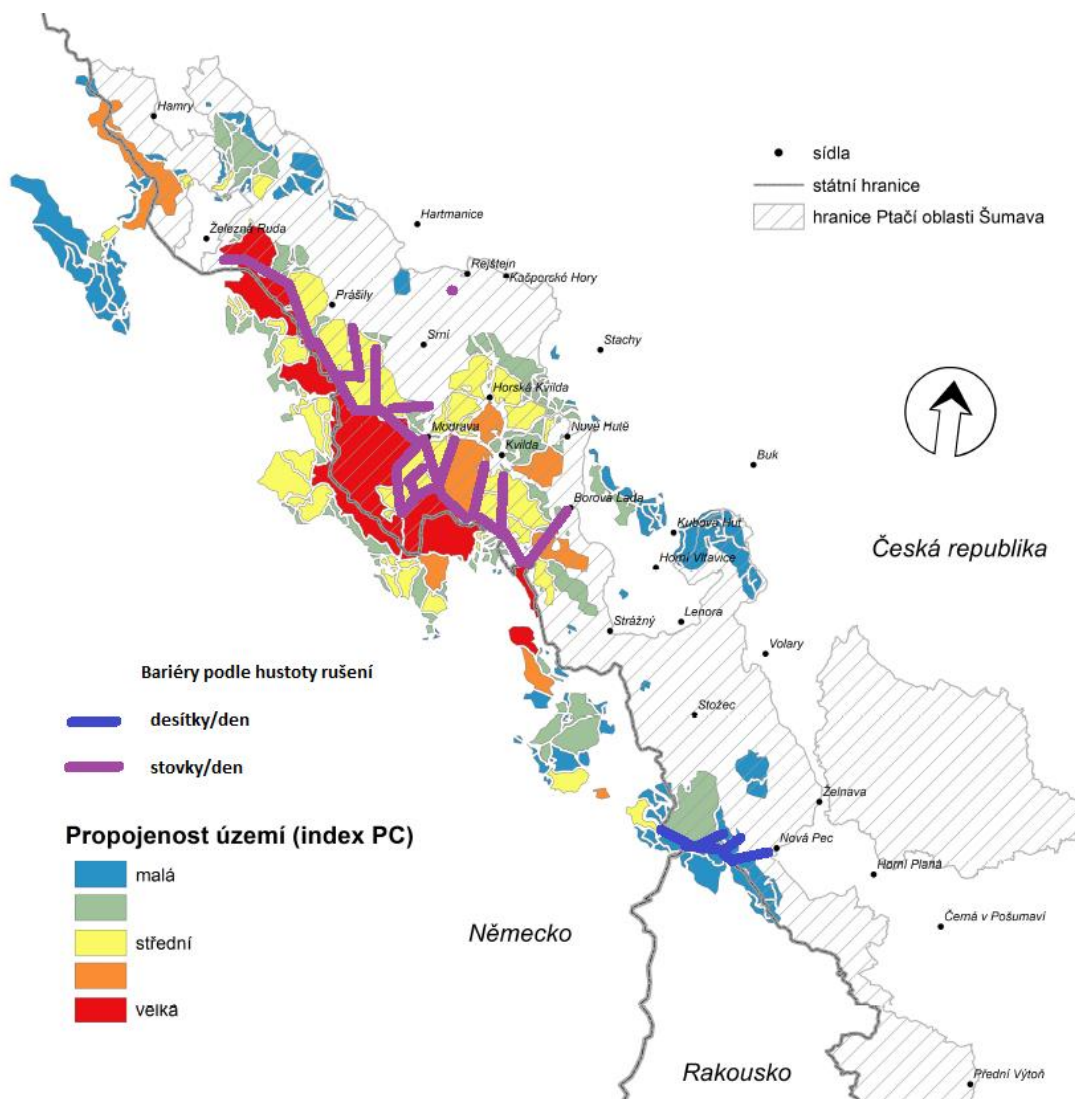 Hamry
sídla
státní hranice
hranice Ptačí oblasti Šumava
Hartmanice
Železná Ruda
Rejštejn
Kašperské Hory
Prášily
Srní
Stachy
Horská Kvilda
Modrava
Nové Hutě
Kvilda
Buk
Borová Lada
Kubova Huť
Česká republika
Horní Vltavice
Lenora
Strážný
Volary
Bariéry podle hustoty rušení
desítky/den
Stožec
stovky/den
Želnava
Propojenost území (index PC)
Nová Pec
malá
Horní Planá
Černá v Pošumaví
Německo
střední
velká
Rakousko
Přední Výtoň